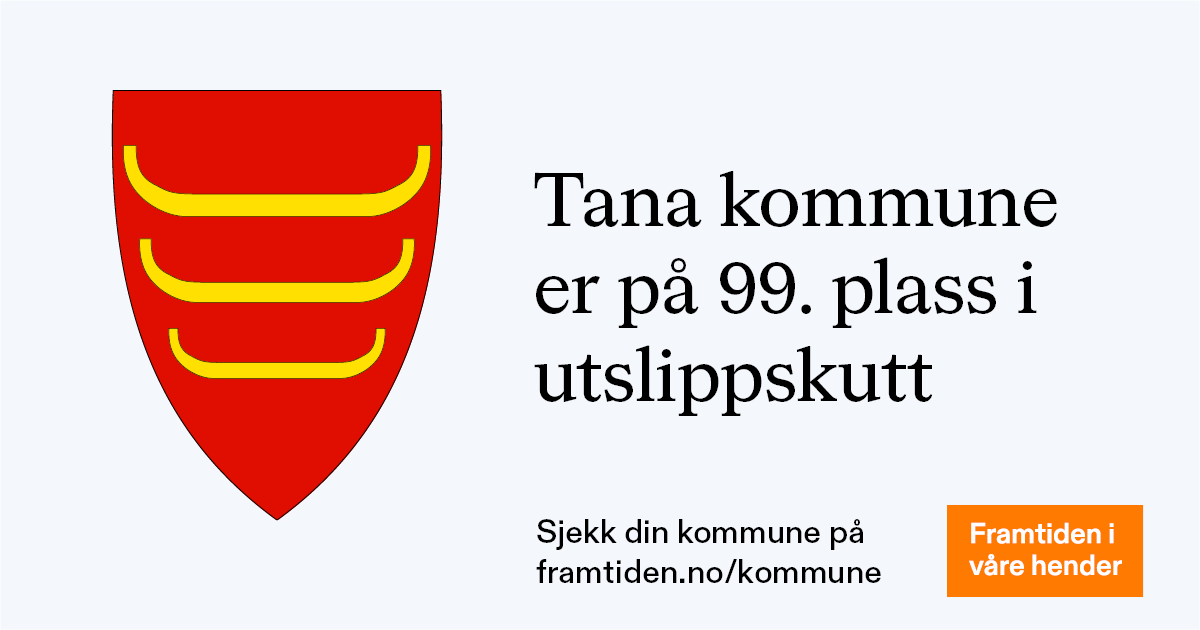 Tana kommune
er på 99. plass i
utslippskutt
Sjekk din kommune på
framtiden.no/kommune
Framtiden i
våre hender